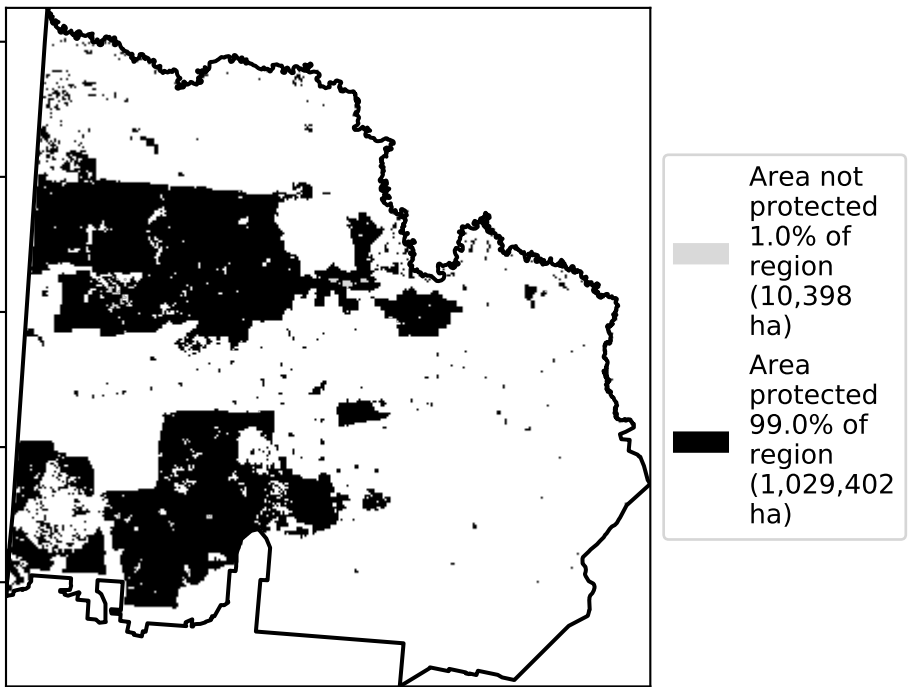 Area not
protected
1.0% of
region
(10,398
ha)
Area
protected
99.0% of
region
(1,029,402
ha)